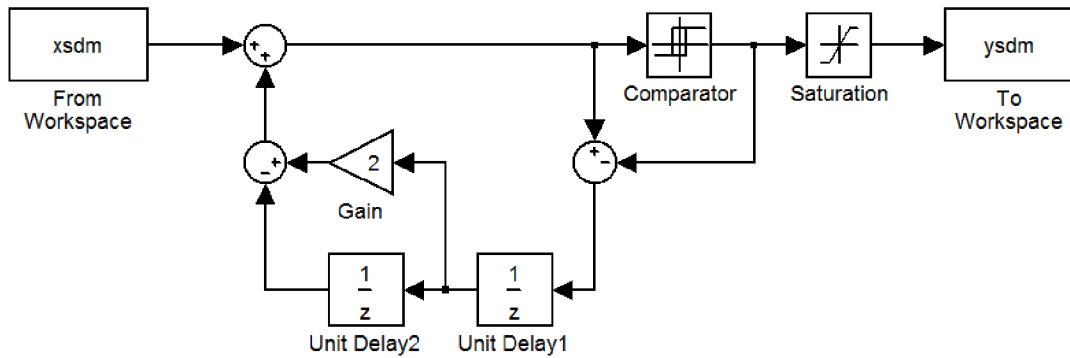 xsdm
From
Workspace
+
+
Comparator
Saturation
ysdm
To
Workspace
+
-
2
Gain
+
-
1
z
Unit Delay2
1
z
Unit Delay1